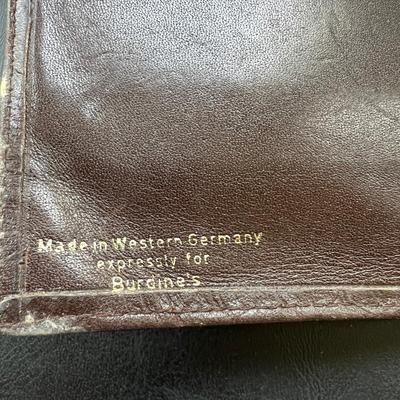 Made in Western Germany
expressly for
Burdine's